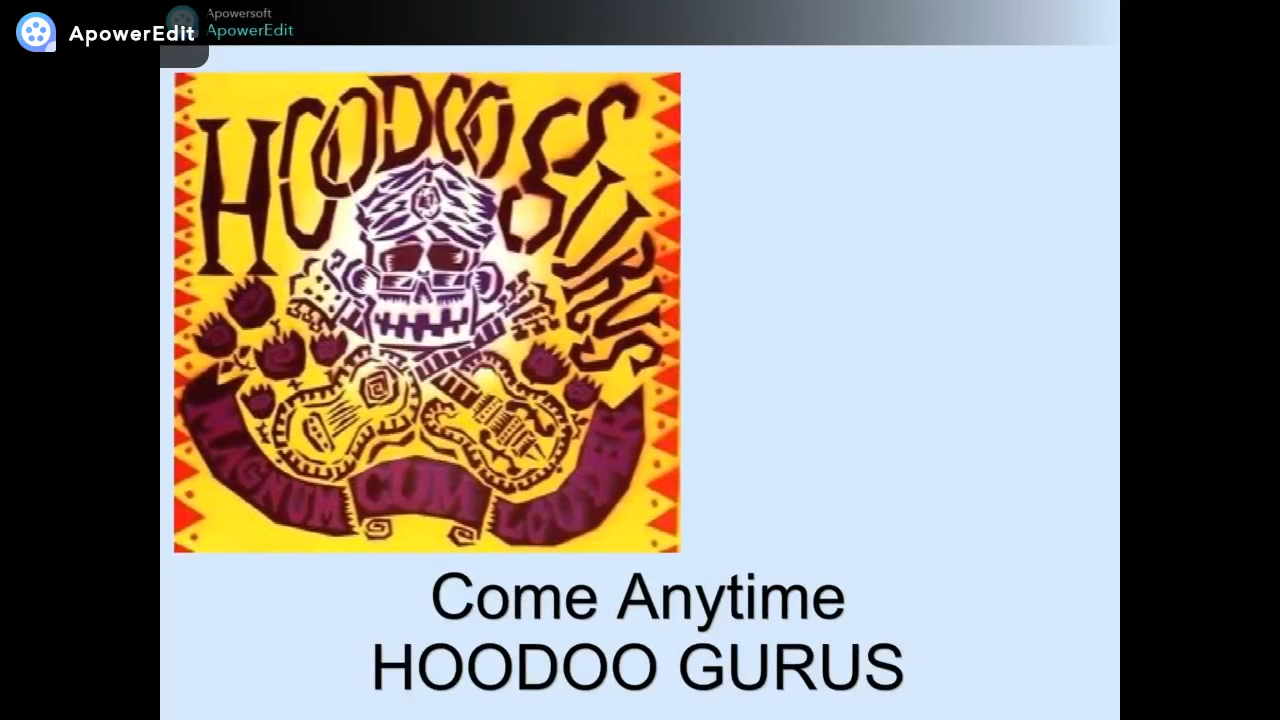 Apowersoft
ApowerEdit
ApowerEdit
HOODOO GURUS
MAGNUM CUM LOUDER
Come Anytime
HOODOO GURUS